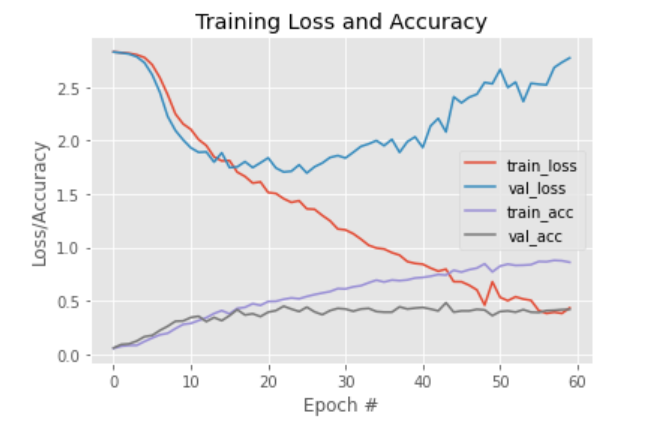 Training Loss and Accuracy
Loss/Accuracy
2.5
2.0
1.5
1.0
0.5
0.0
train_loss
val_loss
train_acc
val_acc
0 10 20 30 40 50 60
Epoch #